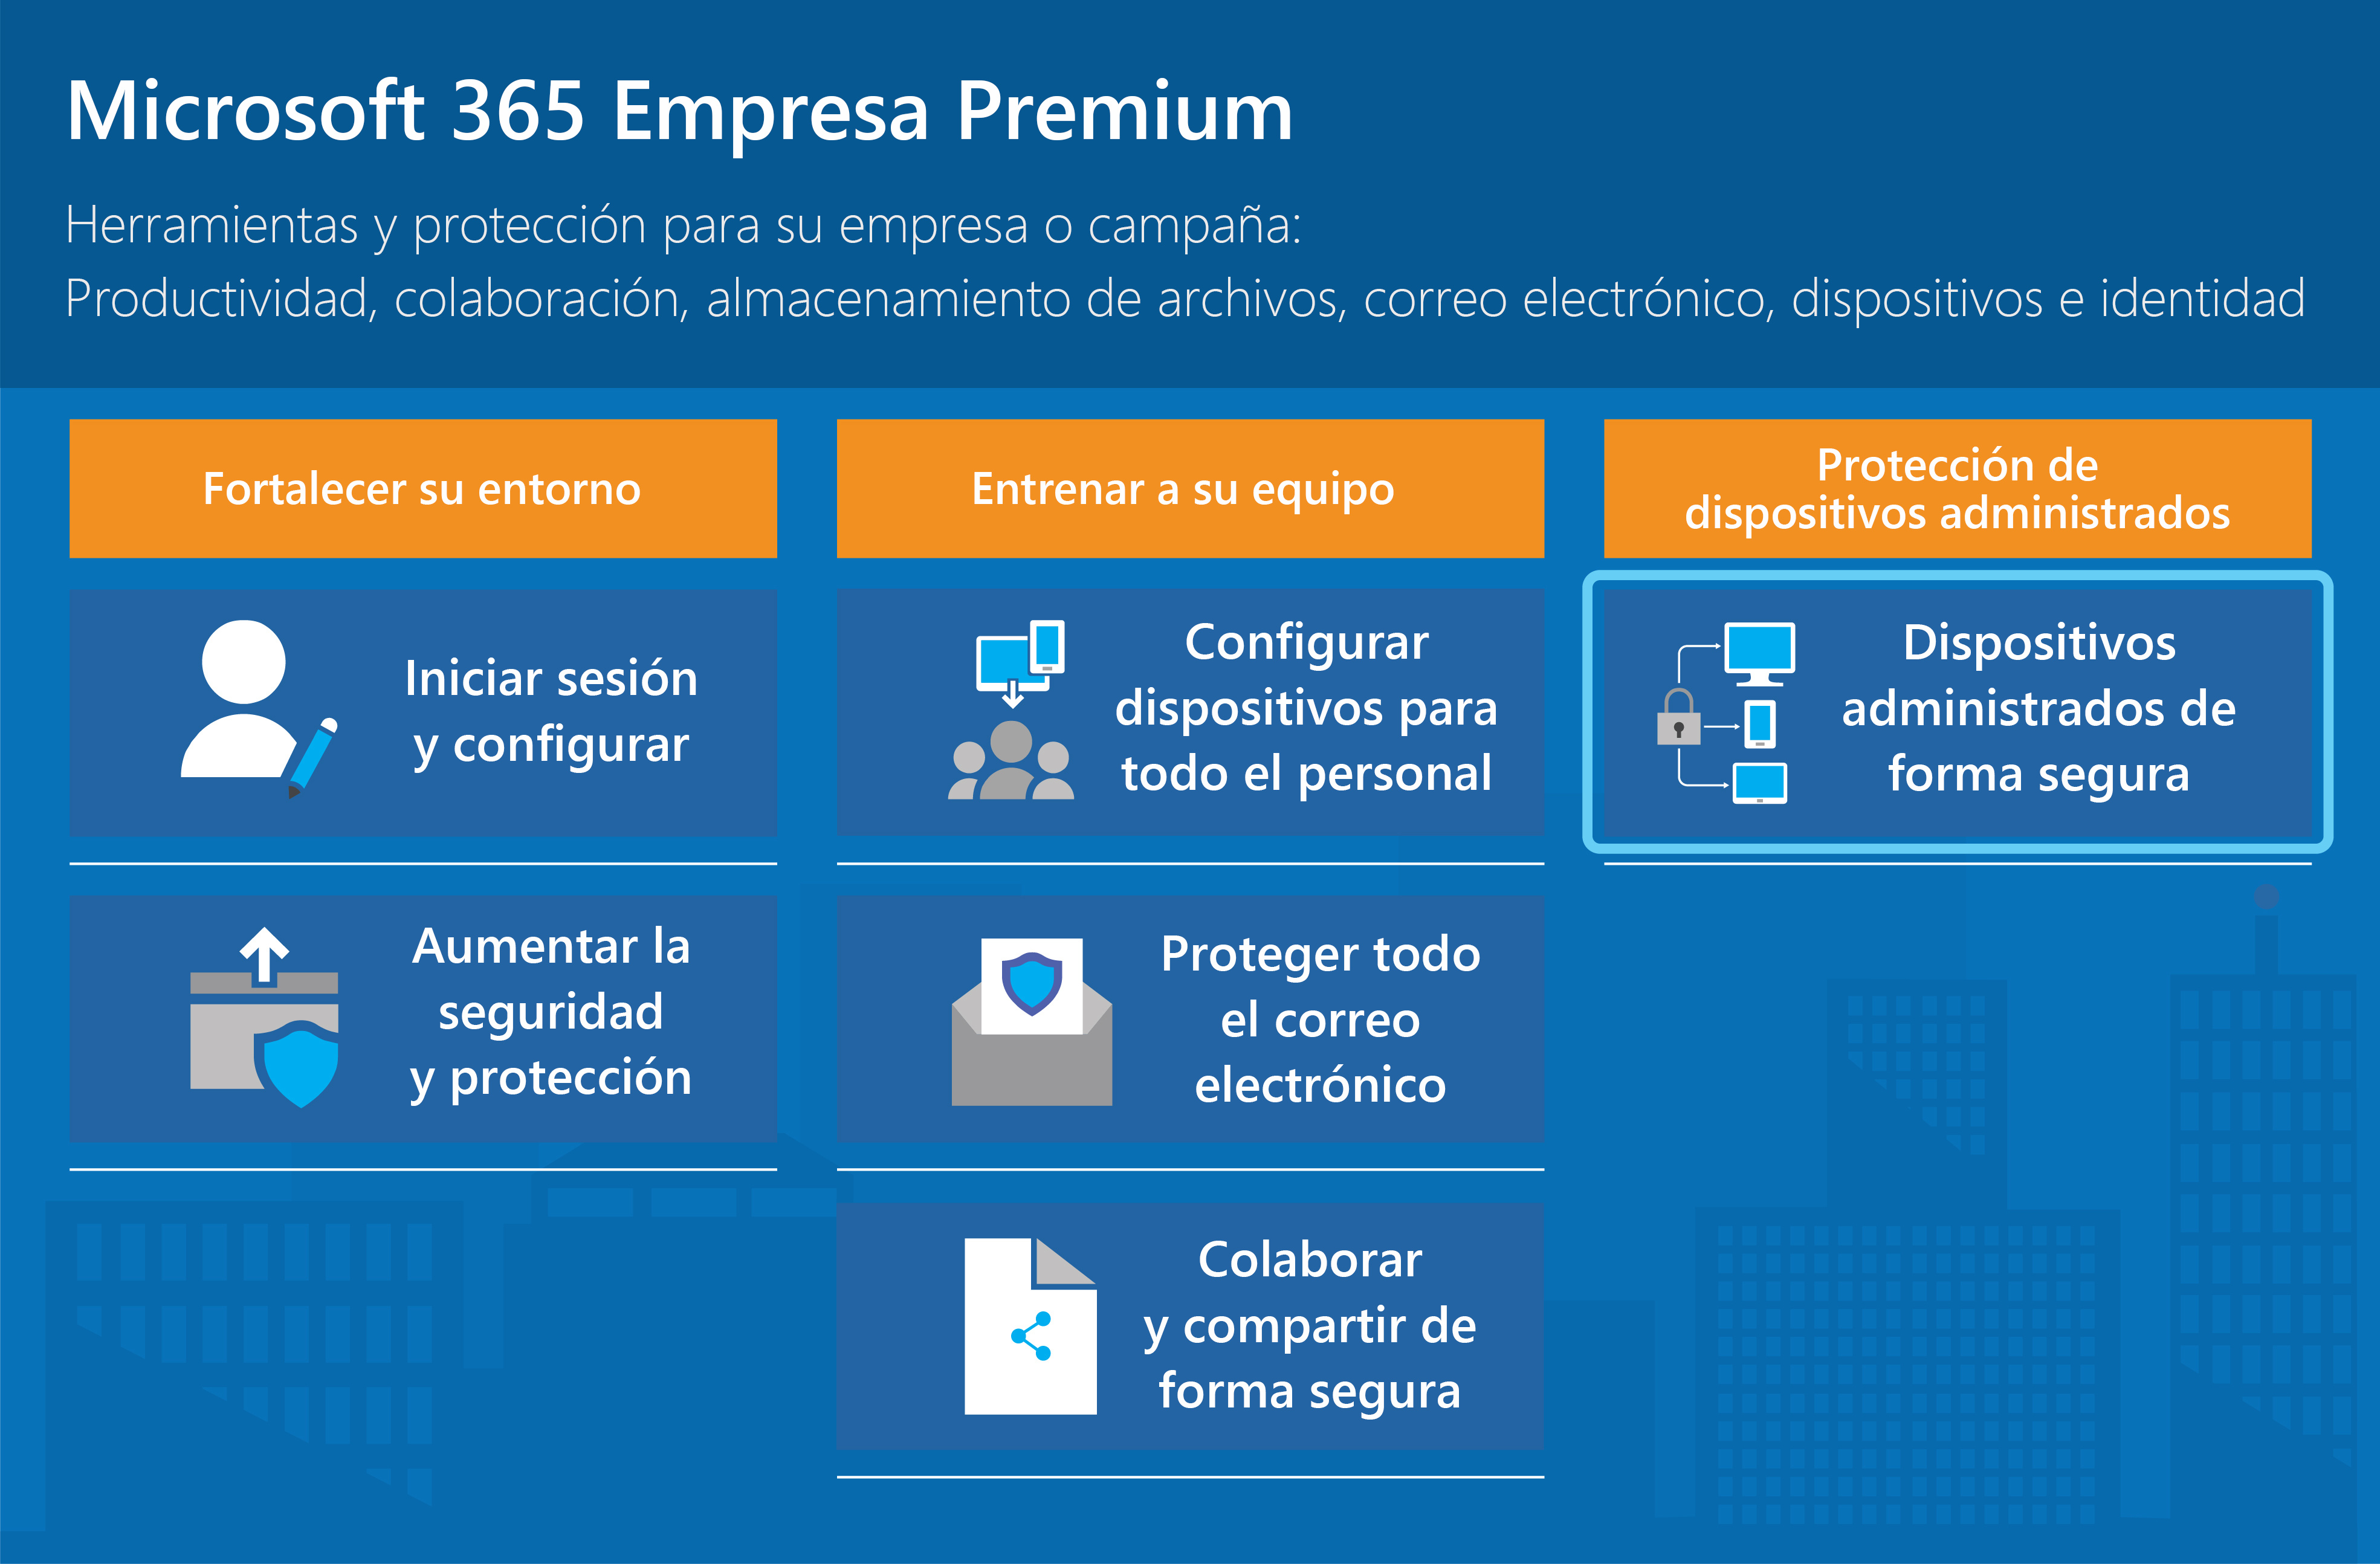 Microsoft 365 Empresa Premium
Herramientas y protección para su empresa o campaña:
Productividad, colaboración, almacenamiento de archivos, correo electrónico, dispositivos e identidad
Fortalecer su entorno
Iniciar sesión
y configurar
Aumentar la
seguridad
y protección
Entrenar a su equipo
Configurar
dispositivos para
todo el personal
Proteger todo
el correo
electrónico
Colaborar
y compartir de
forma segura
Protección de
dispositivos administrados
Dispositivos
administrados de
forma segura